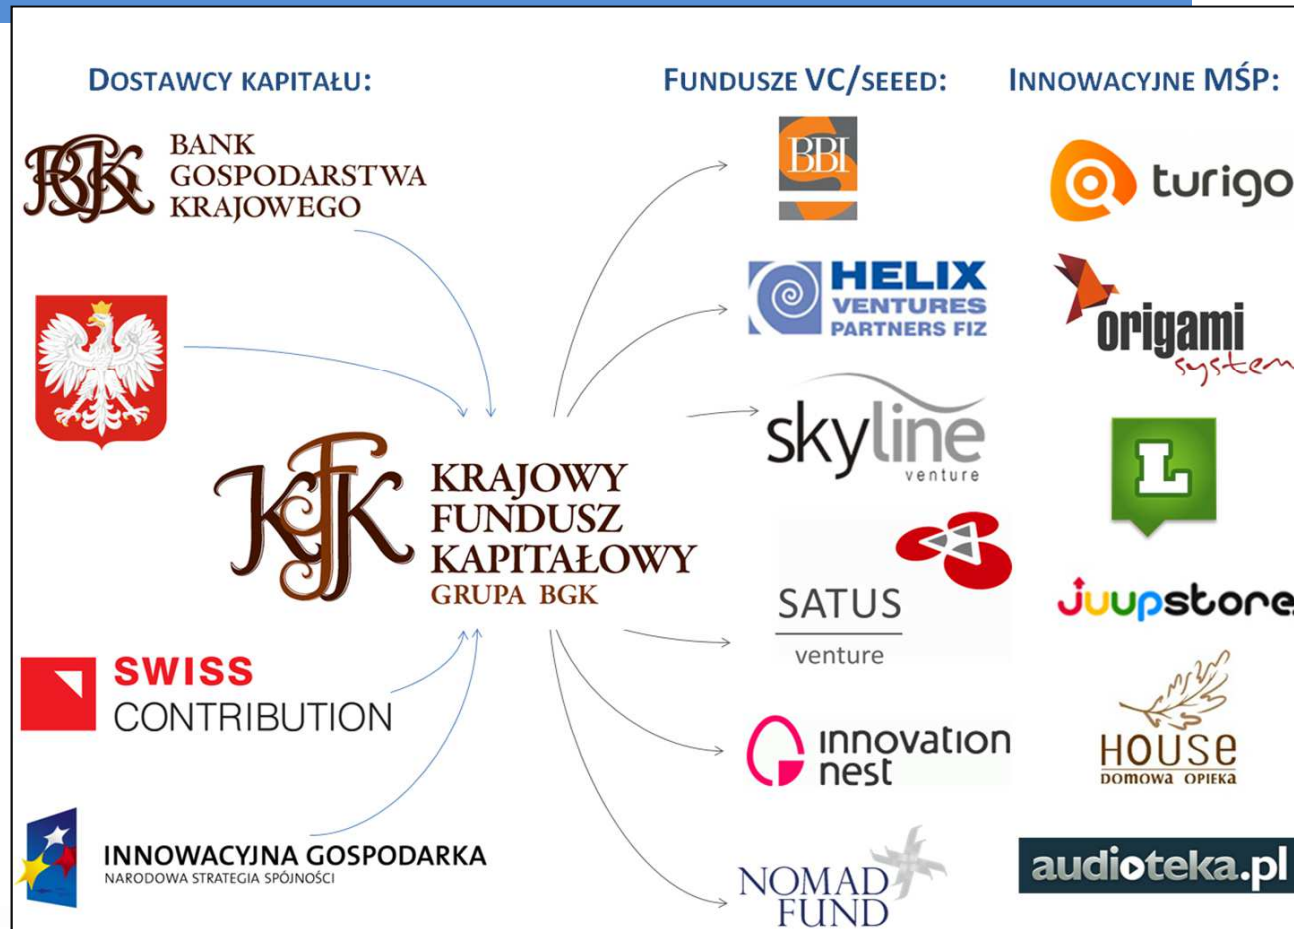 DOSTAWCY KAPITAŁU:
BGK
BANK
GOSPODARSTWA
KRAJOWEGO
KFK
KRAJOWY
FUNDUSZ
KAPITAŁOWY
GRUPA BGK
SWISS
CONTRIBUTION
INNOWACYJNA GOSPODARKA
NARODOWA STRATEGIA SPÓJNOŚCI
FUNDUSZE VC/SEEED:
BBI
HELIX
VENTURES
PARTNERS FIZ
skyline
venture
SATUS
venture
innovation
nest
NOMAD
FUND
INNOWACYJNE MŚP:
turigo
origami
system
L
juupstore
HOUSe
DOMOWA OPIEKA
audioteka.pl